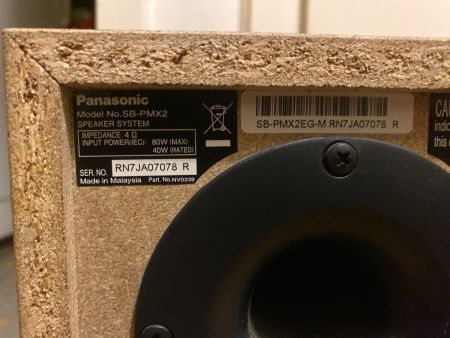 Panasonic
Model No. SB-PMX2
SPEAKER SYSTEM
IMPEDANCE: 4 Ω
INPUT POWER(IEC) 80W (MAX)
40W (RATED)
SER. NO. RN7JA07078 R
Made in Malaysia Part. No.NV0339
SB-PMX2EG-M RN7JA07078 R
indic
this